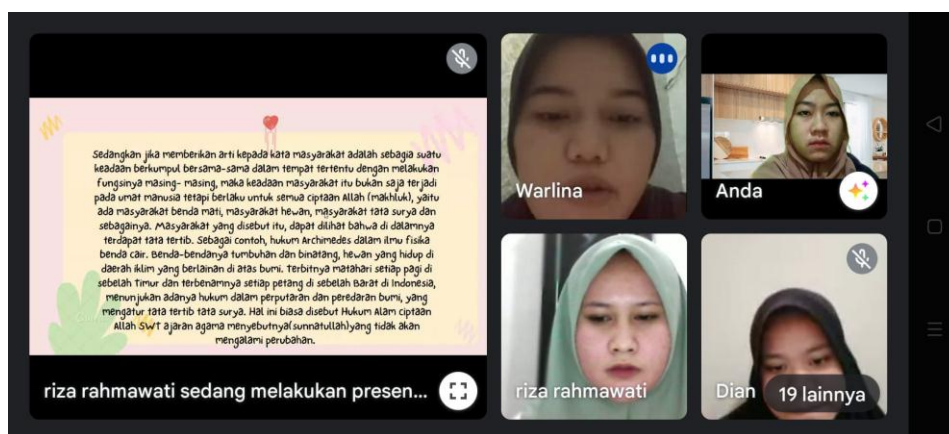 Sedangkan jika memberikan arti kepada kata masyarakat adalah sebagia suatu
keadaan berkumpul bersama-sama dalam tempat tertentu dengan melakukan
fungsinya masing- masing, maka keadaan masyarakat itu bukan saja terjadi
pada umat manusia tetapi berlaku untuk semua ciptaan Allah (makhluk), yaitu
ada masyarakat benda mati, masyarakat hewan, masyarakat tata surya dan
sebagainya. Masyarakat yang disebut itu, dapat dilihat bahwa di dalamnya
terdapat tata tertib. Sebagai contoh, hukum Archimedes dalam ilmu fisika
benda cair. Benda-bendanya tumbuhan dan binatang, hewan yang hidup di
daerah iklim yang berlainan di atas bumi. Terbitnya matahari setiap pagi di
sebelah Timur dan terbenamnya setiap petang di sebelah Barat di Indonesia,
menunjukan adanya hukum dalam perputaran dan peredaran bumi, yang
mengatur tata tertib tata surya. Hal ini biasa disebut Hukum Alam ciptaan
Allah SWT ajaran agama menyebutnya(sunnatullah)yang tidak akan
mengalami perubahan.
riza rahmawati sedang melakukan presen...
Warlina
Anda
riza rahmawati
Dian
19 lainnya